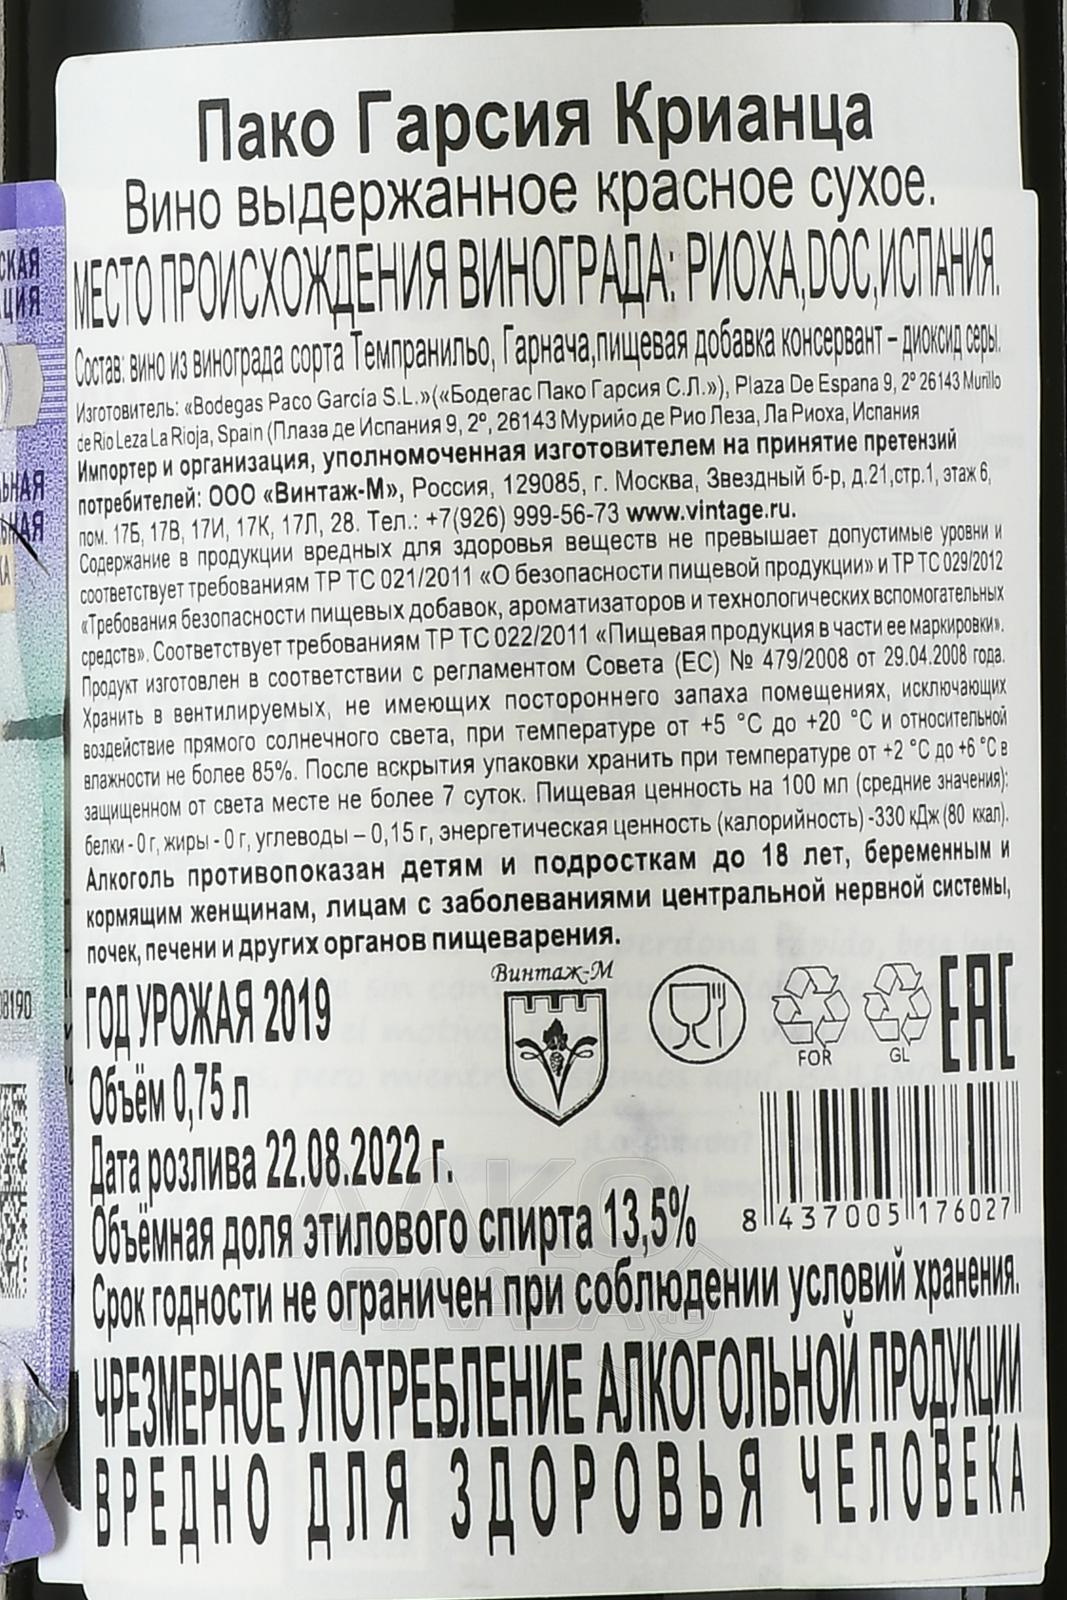 Пако Гарсия Крианца
Вино выдержанное красное сухое.
МЕСТО ПРОИСХОЖДЕНИЯ ВИНОГРАДА: РИОХА,DOC,ИСПАНИЯ.
Состав: вино из винограда сорта Темпранильо, Гарнача,пищевая добавка консервант – диоксид серы.
Изготовитель: «Bodegas Paco García S.L.»(«Бодегас Пако Гарсия С.Л.»), Plaza De Espana 9, 2º 26143 Murillo
de Rio Leza La Rioja, Spain (Плаза де Испания 9, 2º, 26143 Мурийо де Рио Леза, Ла Риоха, Испания
Импортер и организация, уполномоченная изготовителем на принятие претензий
потребителей: ООО «Винтаж-М», Россия, 129085, г. Москва, Звездный б-р, д.21,стр.1, этаж 6,
пом. 17Б, 17В, 17И, 17К, 17Л, 28. Тел.: +7(926) 999-56-73 www.vintage.ru.
Содержание в продукции вредных для здоровья веществ не превышает допустимые уровни и
соответствует требованиям ТР ТС 021/2011 «О безопасности пищевой продукции» и ТР ТС 029/2012
«Требования безопасности пищевых добавок, ароматизаторов и технологических вспомогательных
средств». Соответствует требованиям ТР ТС 022/2011 «Пищевая продукция в части ее маркировки».
Продукт изготовлен в соответствии с регламентом Совета (ЕС) № 479/2008 от 29.04.2008 года.
Хранить в вентилируемых, не имеющих постороннего запаха помещениях, исключающих
воздействие прямого солнечного света, при температуре от +5 °С до +20 °С и относительной
влажности не более 85%. После вскрытия упаковки хранить при температуре от +2 °С до +6 °С в
защищенном от света месте не более 7 суток. Пищевая ценность на 100 мл (средние значения):
белки - 0 г, жиры - 0 г, углеводы – 0,15 г, энергетическая ценность (калорийность) -330 кДж (80 ккал).
Алкоголь противопоказан детям и подросткам до 18 лет, беременным и
кормящим женщинам, лицам с заболеваниями центральной нервной системы,
почек, печени и других органов пищеварения.
Винтаж-М
FOR
GL
EAC
ГОД УРОЖАЯ 2019
Объём 0,75 л
Дата розлива 22.08.2022 г.
Объёмная доля этилового спирта 13,5%
8 437005 176027
Срок годности не ограничен при соблюдении условий хранения.
ЧРЕЗМЕРНОЕ УПОТРЕБЛЕНИЕ АЛКОГОЛЬНОЙ ПРОДУКЦИИ
ВРЕДНО ДЛЯ ЗДОРОВЬЯ ЧЕЛОВЕКА